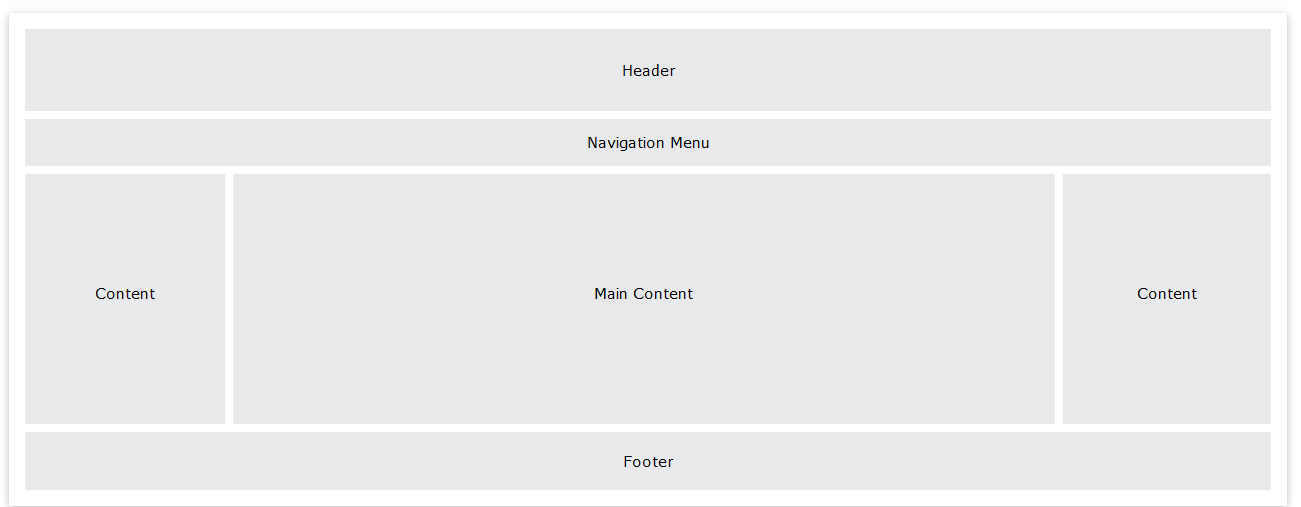 Header
Navigation Menu
Content
Main Content
Content
Footer